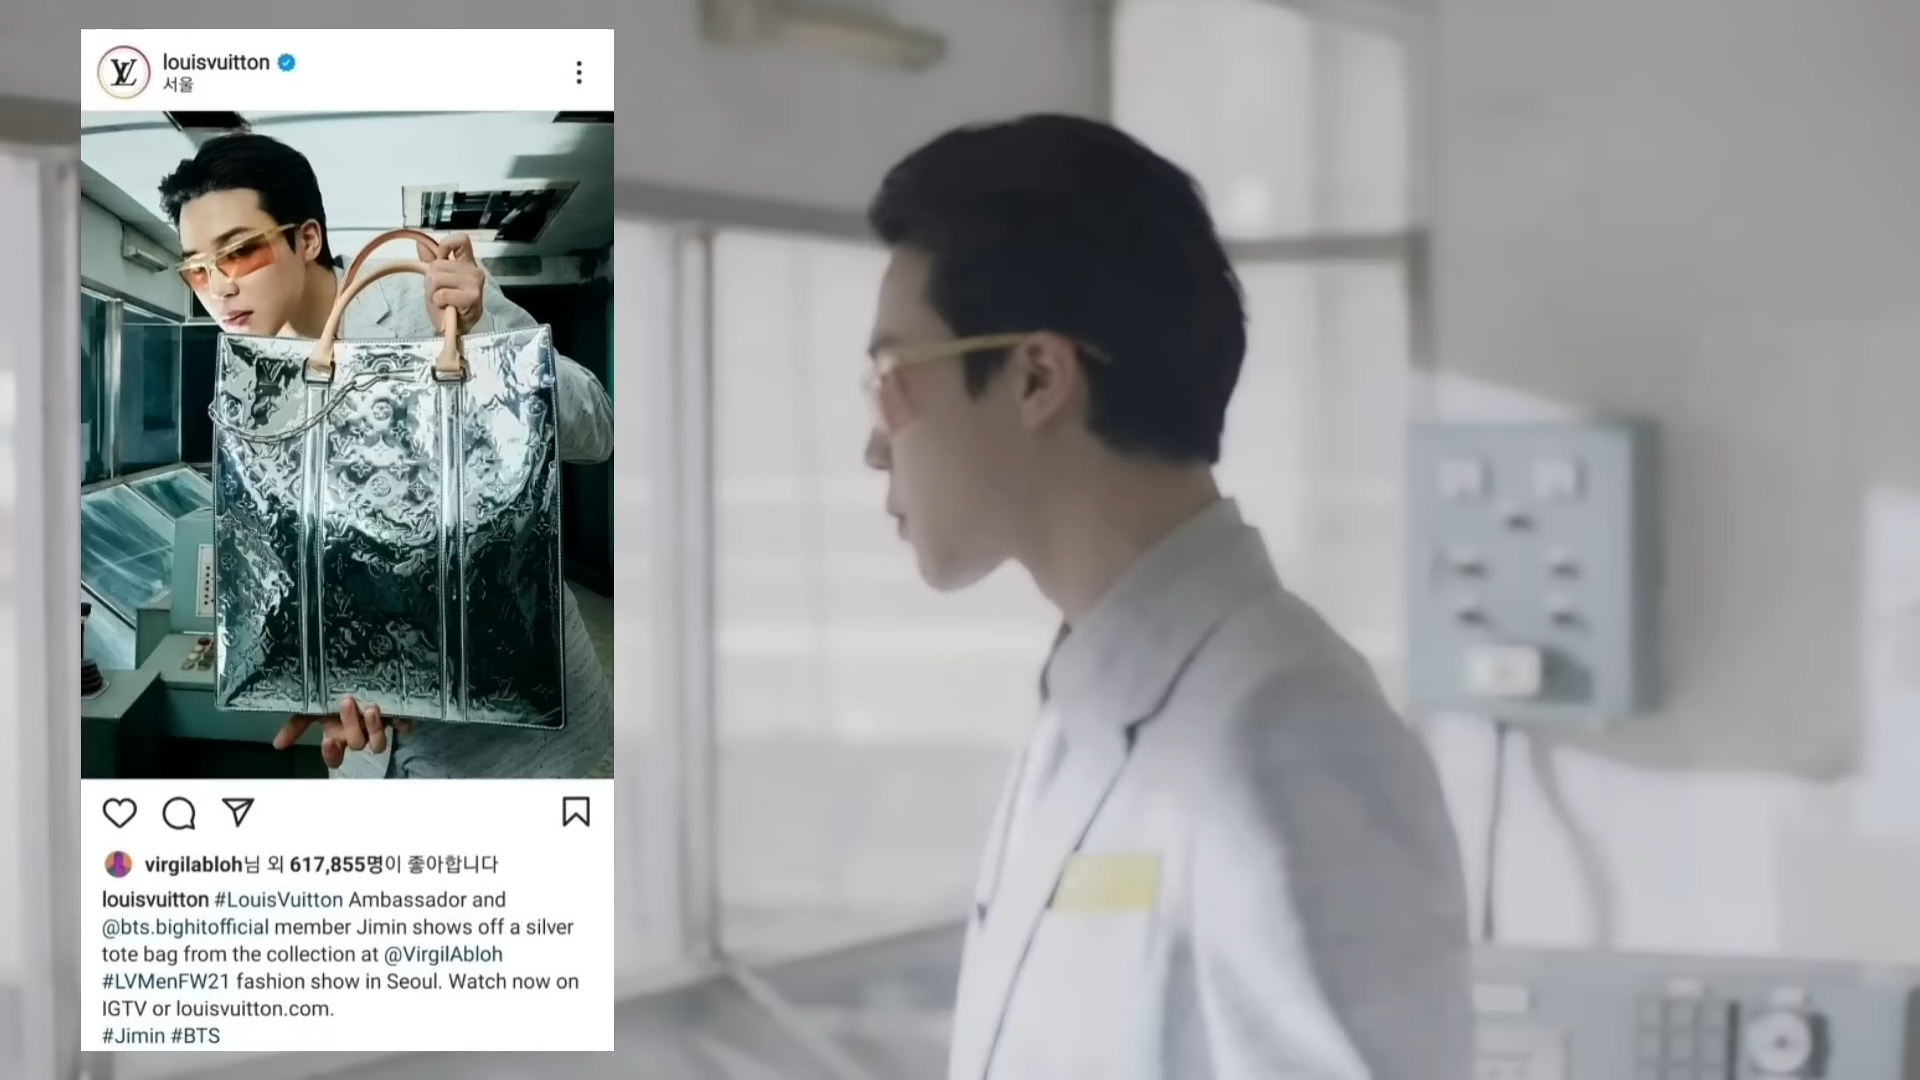 louisvuitton
서울
virgilabloh님 외 617,855명이 좋아합니다
louisvuitton #LouisVuitton Ambassador and
@bts.bighitofficial member Jimin shows off a silver
tote bag from the collection at @VirgilAbloh
#LVMenFW21 fashion show in Seoul. Watch now on
IGTV or louisvuitton.com.
#Jimin #BTS